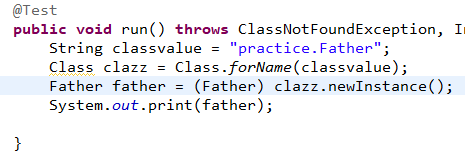 @Test
public void run() throws ClassNotFoundException, In
String classvalue = "practice.Father";
Class clazz = Class.forName(classvalue);
Father father = (Father) clazz.newInstance();
System.out.print(father);
}